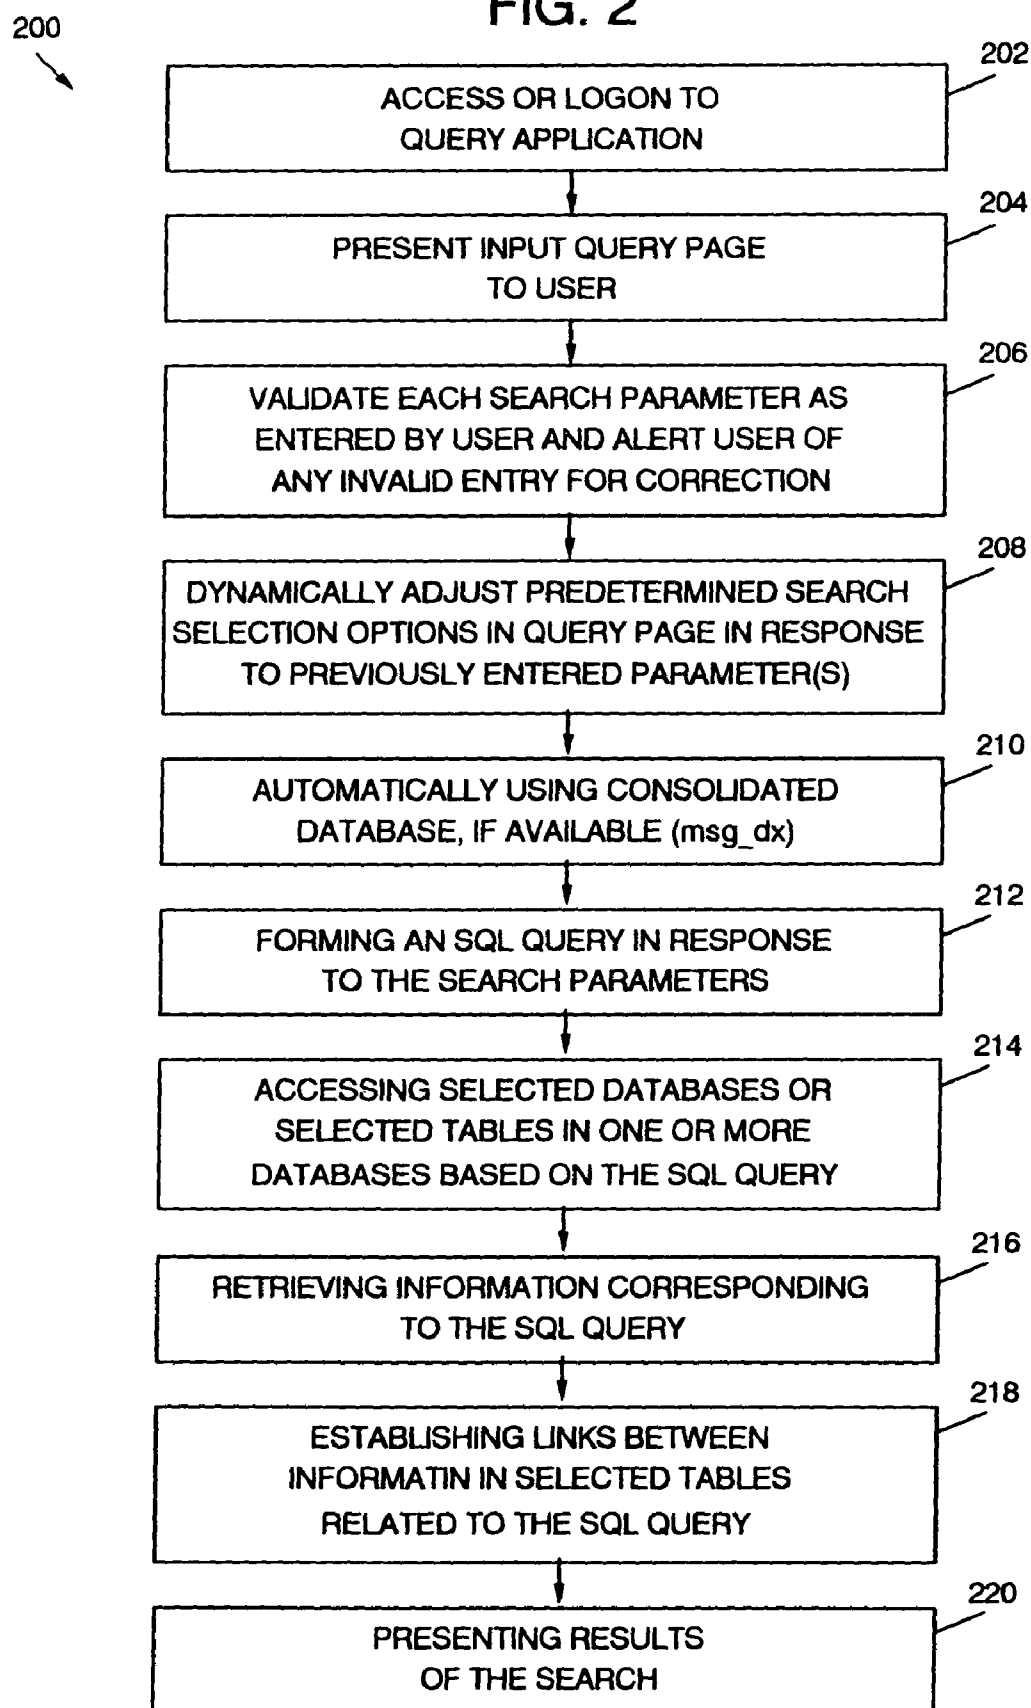 FIG. 2
200
202
ACCESS OR LOGON TO
QUERY APPLICATION
204
PRESENT INPUT QUERY PAGE
TO USER
206
VALIDATE EACH SEARCH PARAMETER AS
ENTERED BY USER AND ALERT USER OF
ANY INVALID ENTRY FOR CORRECTION
208
DYNAMICALLY ADJUST PREDETERMINED SEARCH
SELECTION OPTIONS IN QUERY PAGE IN RESPONSE
TO PREVIOUSLY ENTERED PARAMETER(S)
210
AUTOMATICALLY USING CONSOLIDATED
DATABASE, IF AVAILABLE (msg_dx)
212
FORMING AN SQL QUERY IN RESPONSE
TO THE SEARCH PARAMETERS
214
ACCESSING SELECTED DATABASES OR
SELECTED TABLES IN ONE OR MORE
DATABASES BASED ON THE SQL QUERY
216
RETRIEVING INFORMATION CORRESPONDING
TO THE SQL QUERY
218
ESTABLISHING LINKS BETWEEN
INFORMATIN IN SELECTED TABLES
RELATED TO THE SQL QUERY
220
PRESENTING RESULTS
OF THE SEARCH